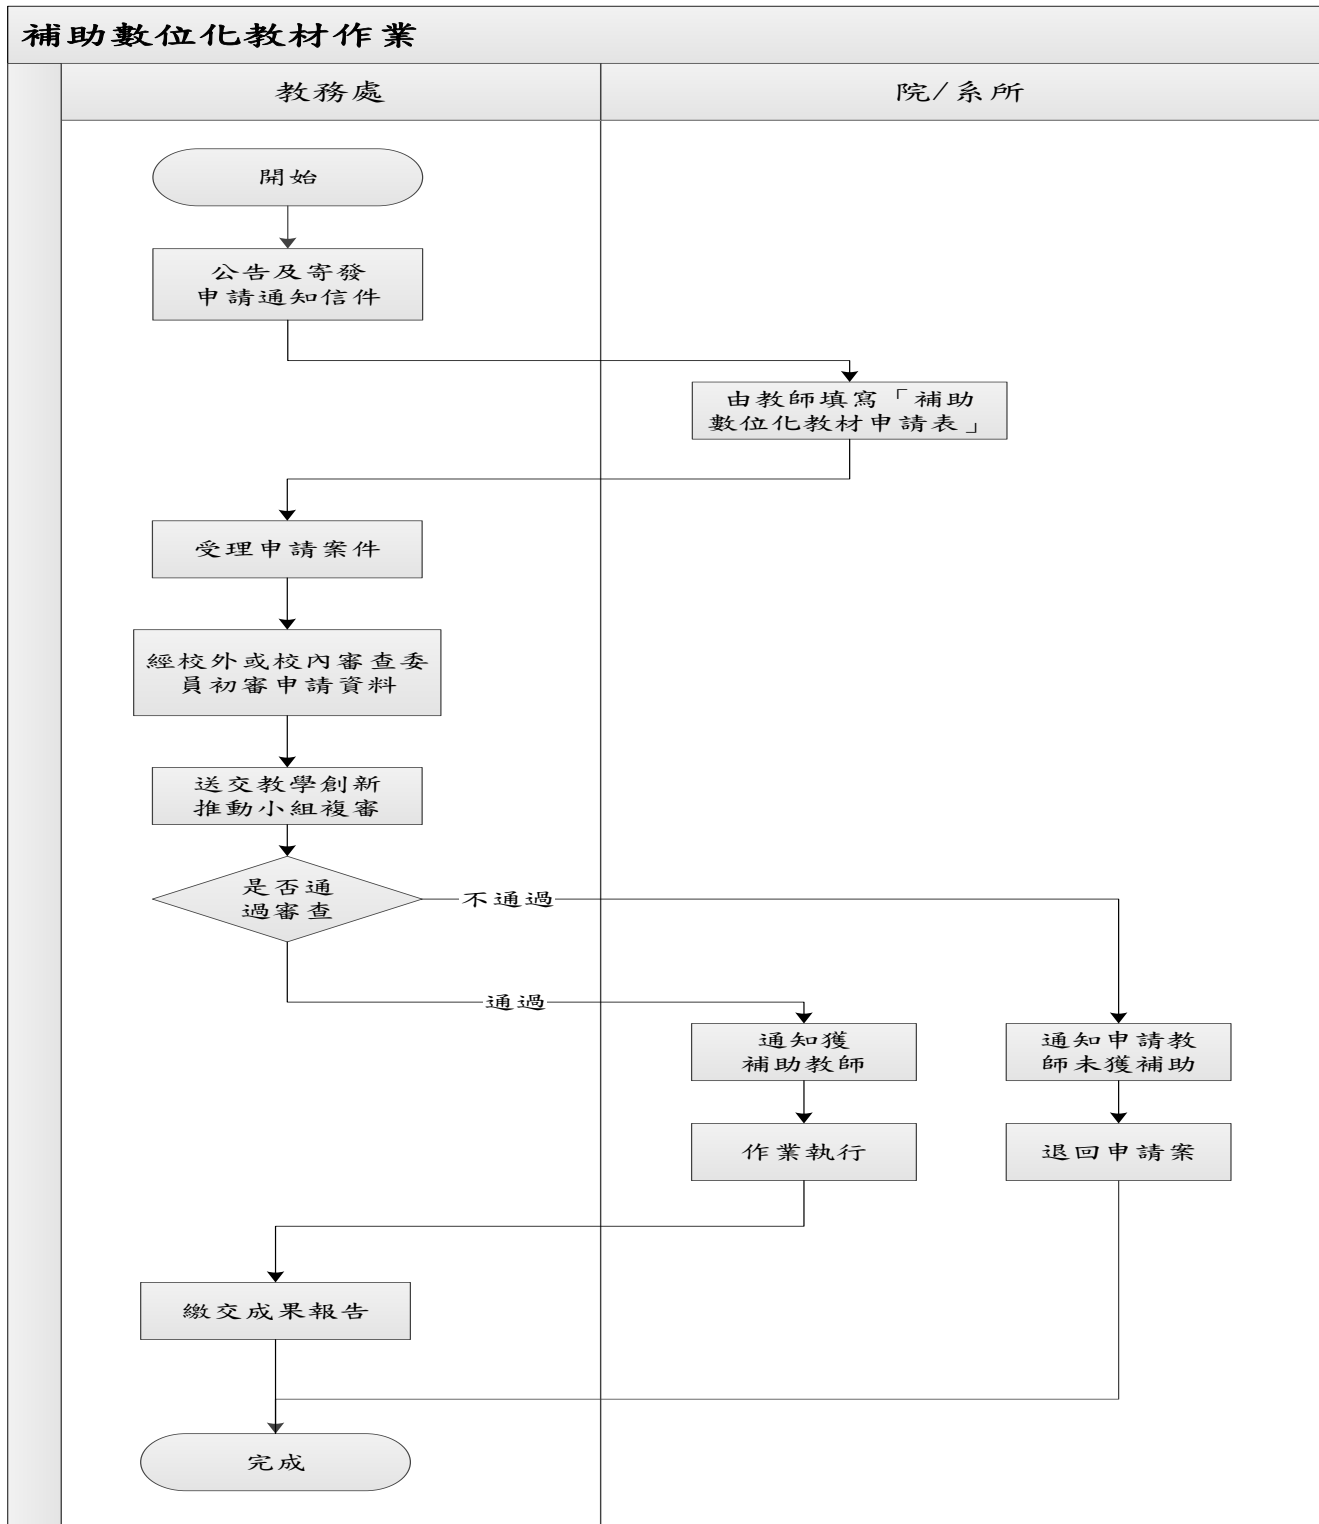 補助數位化教材作業
教務處
院/系所
開始
公告及寄發
申請通知信件
由教師填寫「補助
數位化教材申請表」
受理申請案件
經校外或校內審查委
員初審申請資料
送交教學創新
推動小組複審
是否通
過審查
不通過
通過
通知獲
補助教師
通知申請教
師未獲補助
作業執行
退回申請案
繳交成果報告
完成